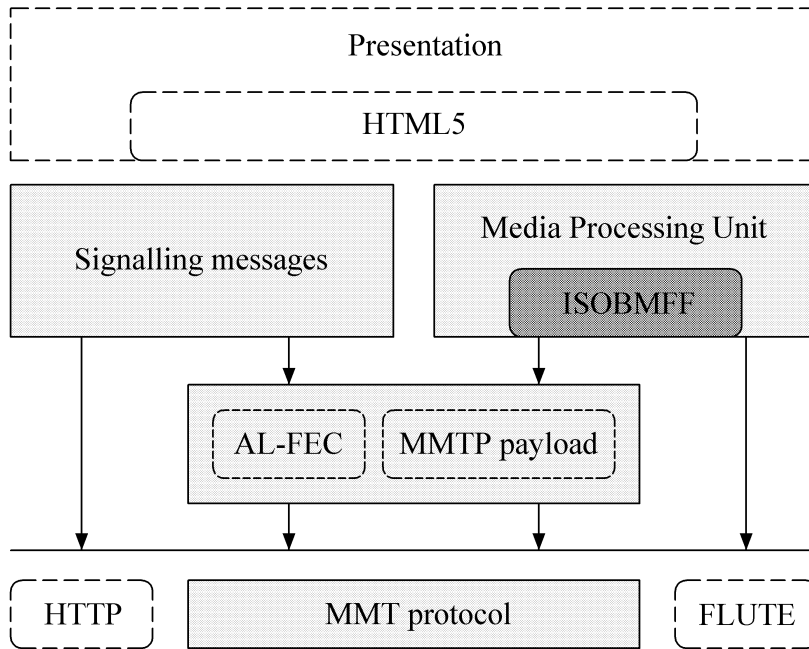 Presentation
HTML5
Signalling messages
Media Processing Unit
ISOBMFF
AL-FEC
MMTP payload
HTTP
MMT protocol
FLUTE